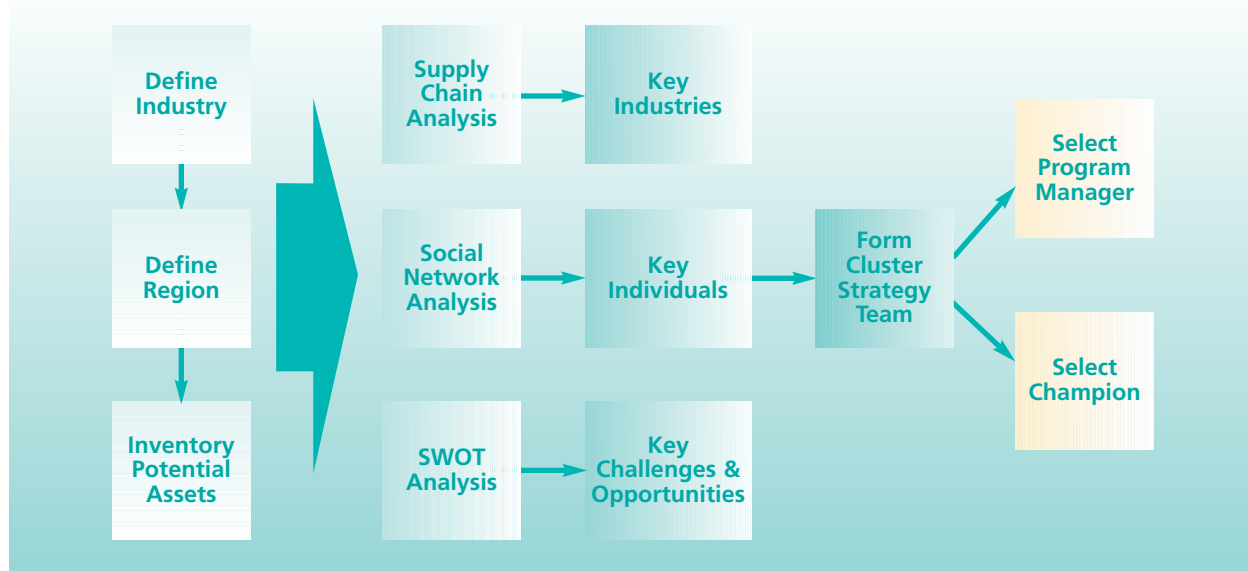 Define
Industry
Define
Region
Inventory
Potential
Assets
Supply
Chain
Analysis
Key
Industries
Social
Network
Analysis
Key
Individuals
SWOT
Analysis
Key
Challenges &
Opportunities
Form
Cluster
Strategy
Team
Select
Program
Manager
Select
Champion